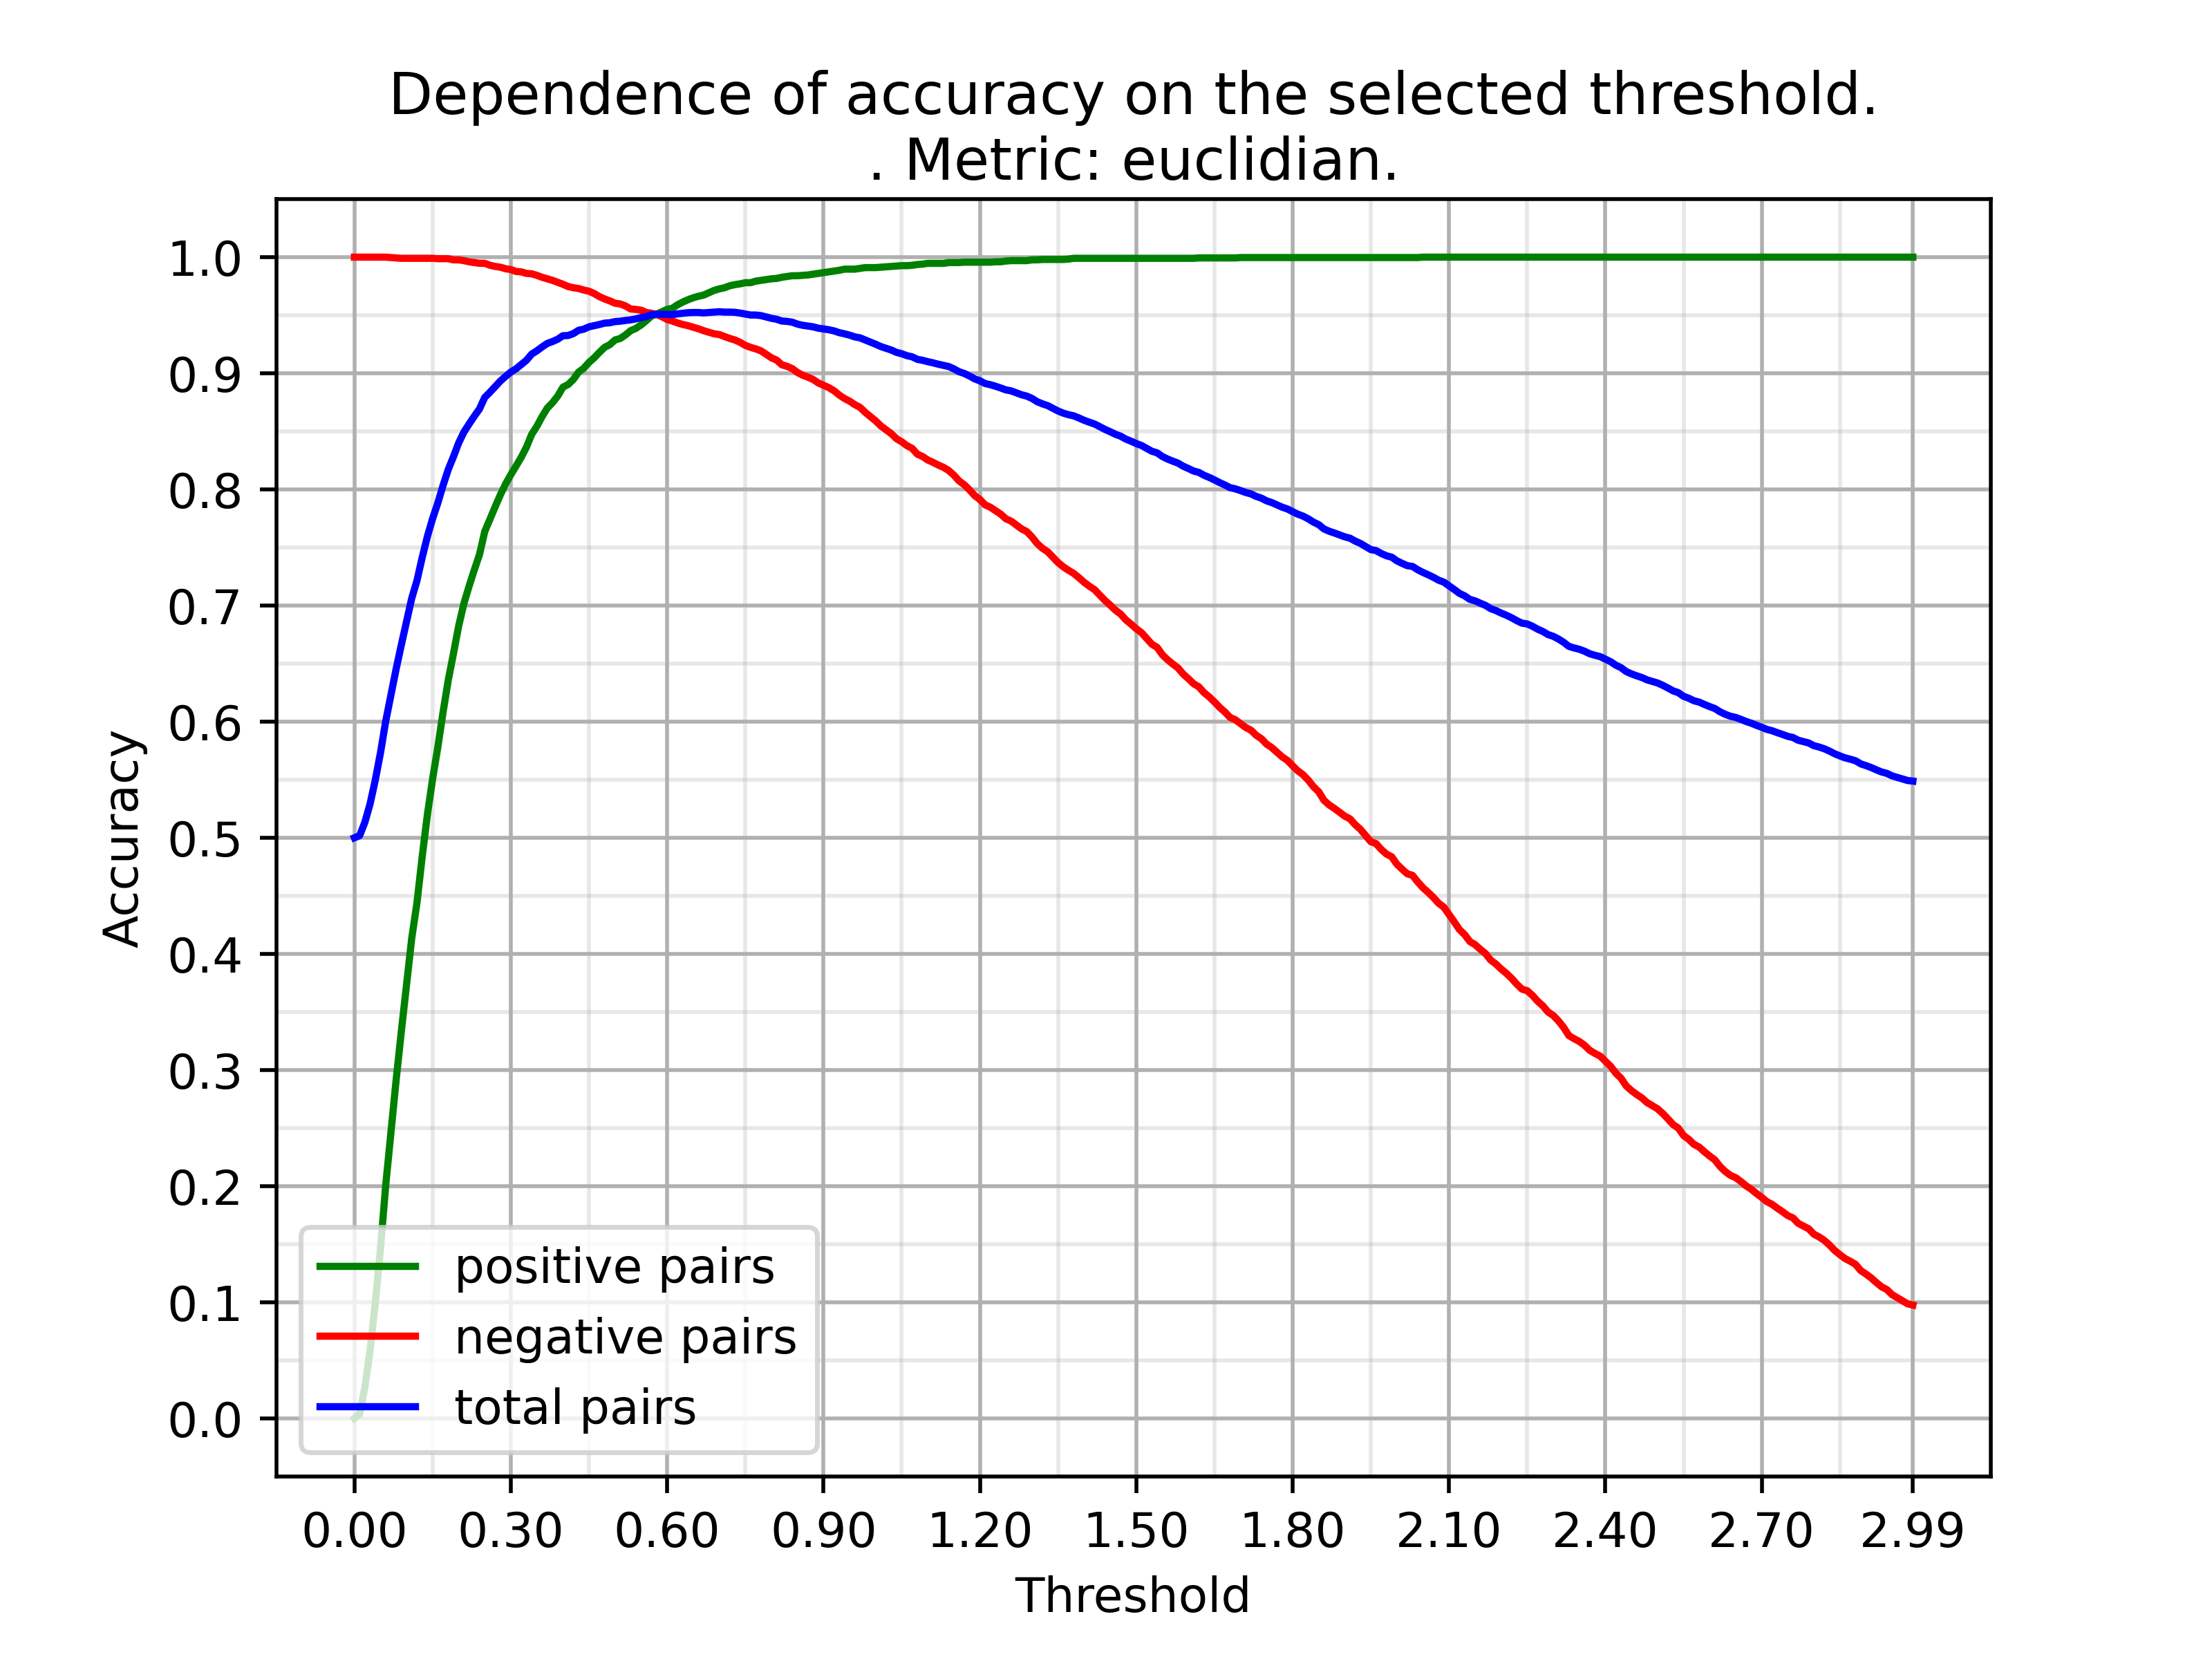 Dependence of accuracy on the selected threshold.
. Metric: euclidian.
1.0
0.9
0.8
0.7
0.6
0.5
0.4
0.3
0.2
0.1
0.0
Accuracy
positive pairs
negative pairs
total pairs
0.00 0.30 0.60 0.90 1.20 1.50 1.80 2.10 2.40 2.70 2.99
Threshold